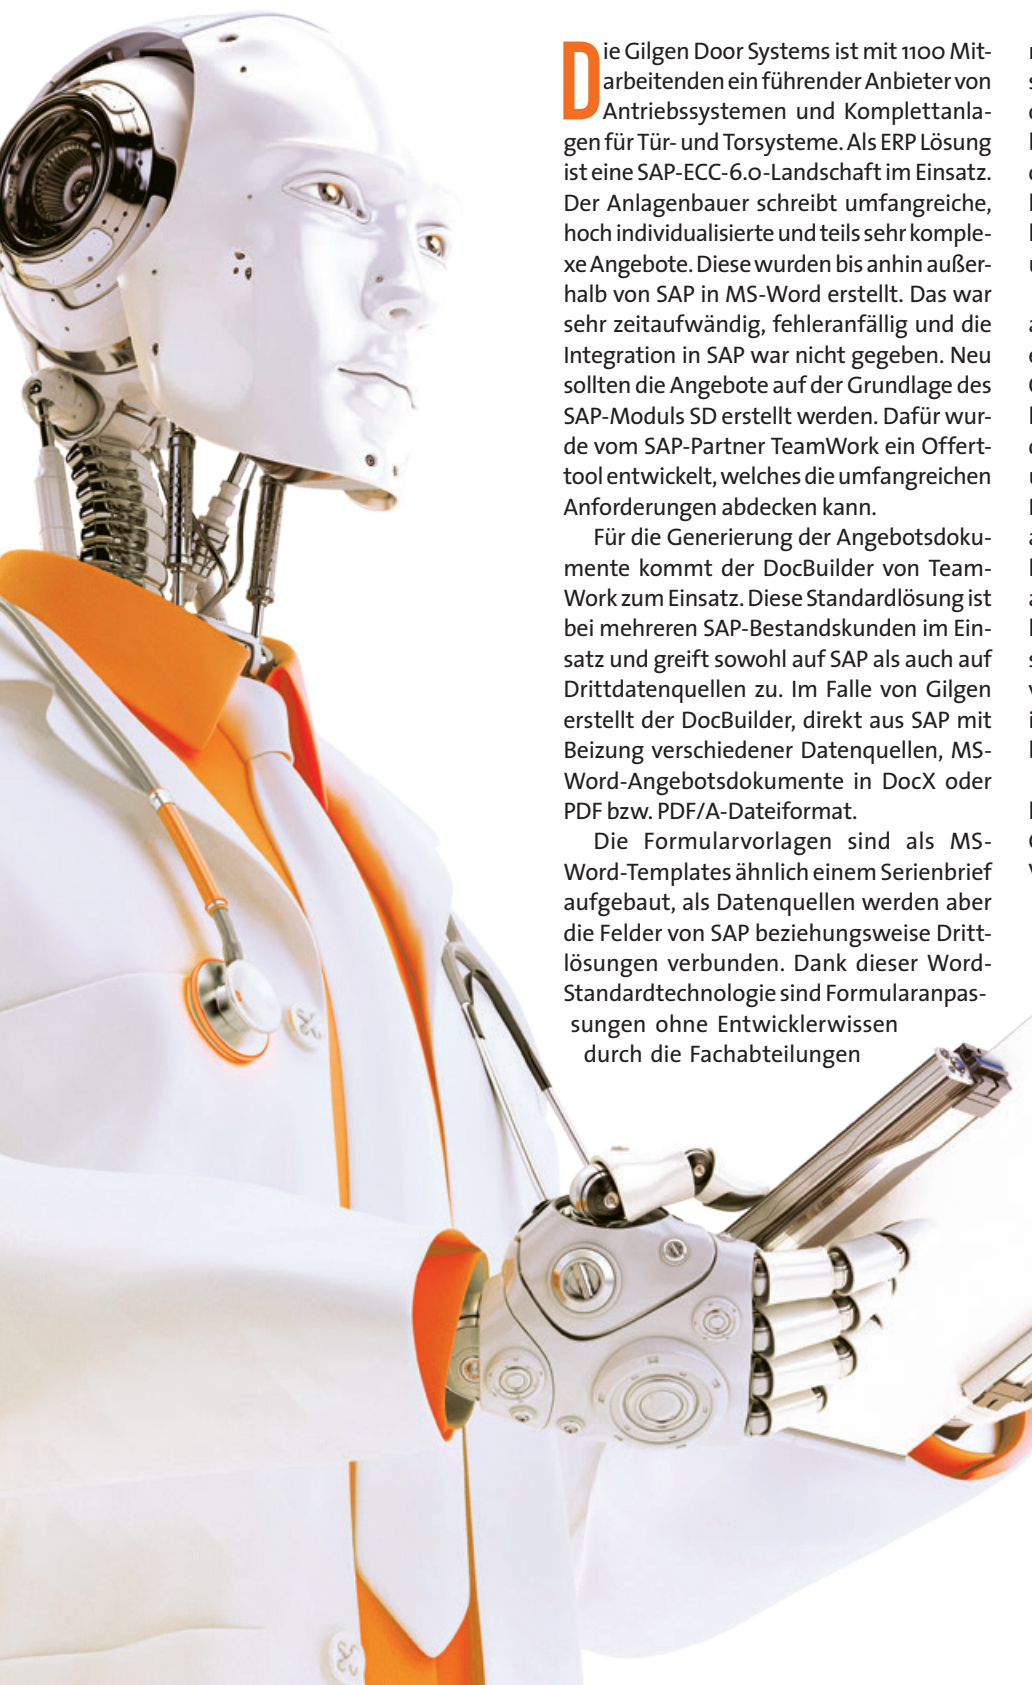 Die Gilgen Door Systems ist mit 1100 Mit-
arbeitenden ein führender Anbieter von
Antriebssystemen und Komplettanla-
gen für Tür- und Torsysteme. Als ERP Lösung
ist eine SAP-ECC-6.0-Landschaft im Einsatz.
Der Anlagenbauer schreibt umfangreiche,
hoch individualisierte und teils sehr komple-
xe Angebote. Diese wurden bis anhin außer-
halb von SAP in MS-Word erstellt. Das war
sehr zeitaufwändig, fehleranfällig und die
Integration in SAP war nicht gegeben. Neu
sollten die Angebote auf der Grundlage des
SAP-Moduls SD erstellt werden. Dafür wur-
de vom SAP-Partner TeamWork ein Offert-
tool entwickelt, welches die umfangreichen
Anforderungen abdecken kann.
Für die Generierung der Angebotsdoku-
mente kommt der DocBuilder von Team-
Work zum Einsatz. Diese Standardlösung ist
bei mehreren SAP-Bestandskunden im Ein-
satz und greift sowohl auf SAP als auch auf
Drittdatenquellen zu. Im Falle von Gilgen
erstellt der DocBuilder, direkt aus SAP mit
Beizung verschiedener Datenquellen, MS-
Word-Angebotsdokumente in DocX oder
PDF bzw. PDF/A-Dateiformat.
Die Formularvorlagen sind als MS-
Word-Templates ähnlich einem Serienbrief
aufgebaut, als Datenquellen werden aber
die Felder von SAP beziehungsweise Dritt-
lösungen verbunden. Dank dieser Word-
Standardtechnologie sind Formularanpas-
sungen ohne Entwicklerwissen
durch die Fachabteilungen